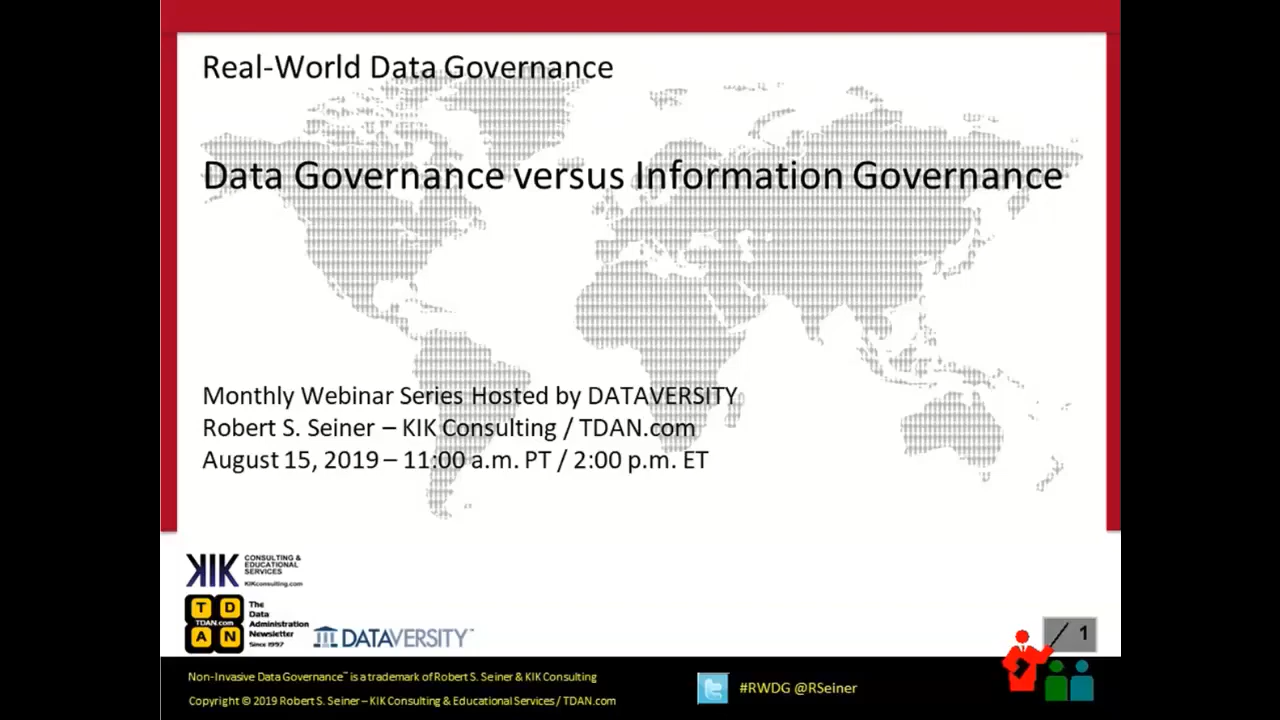 Real-World Data Governance
Data Governance versus Information Governance
Monthly Webinar Series Hosted by DATAVERSITY
Robert S. Seiner – KIK Consulting / TDAN.com
August 15, 2019 – 11:00 a.m. PT / 2:00 p.m. ET
KIK
CONSULTING &
EDUCATIONAL
SERVICES
KIKconsulting.com
T D
TDAN.com
A N
The
Data
Administration
Newsletter
Since 1997
DATAVERSITY™
1
Non-Invasive Data Governance™ is a trademark of Robert S. Seiner & KIK Consulting
Copyright © 2019 Robert S. Seiner – KIK Consulting & Educational Services / TDAN.com
#RWDG @RSeiner